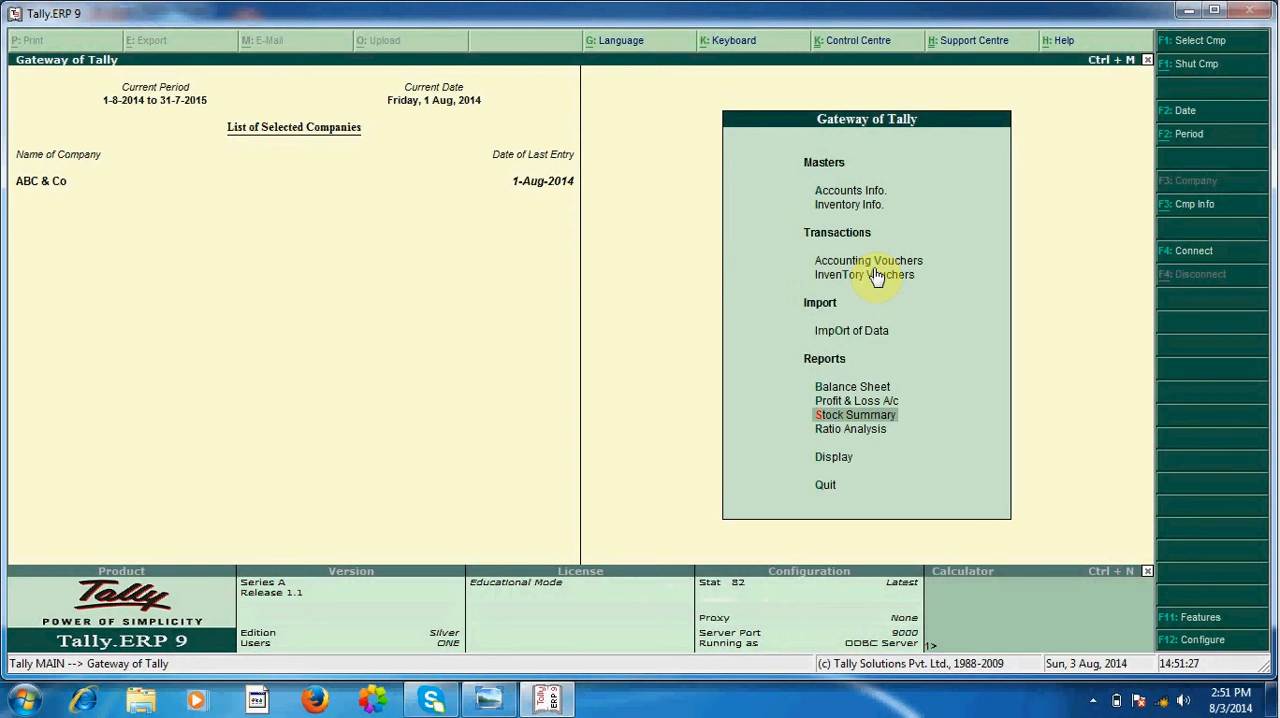 Tally.ERP 9
P: Print
E: Export
M: E-Mail
O: Upload
G: Language
K: Keyboard
K: Control Centre
H: Support Centre
H: Help
F1: Select Cmp
Gateway of Tally
Ctrl + M
F1: Shut Cmp
Current Period
1-8-2014 to 31-7-2015
Current Date
Friday, 1 Aug, 2014
List of Selected Companies
Name of Company
Date of Last Entry
ABC & Co
1-Aug-2014
Gateway of Tally
Masters
Accounts Info.
Inventory Info.
Transactions
Accounting Vouchers
InvenTory Vouchers
Import
ImpOrt of Data
Reports
Balance Sheet
Profit & Loss A/c
Stock Summary
Ratio Analysis
Display
Quit
F2: Date
F2: Period
F3: Company
F3: Cmp Info
F4: Connect
F4: Disconnect
F11: Features
F12: Configure
Product
Tally
POWER OF SIMPLICITY
Tally.ERP 9
Version
Series A
Release 1.1
Edition Silver
Users ONE
License
Educational Mode
Configuration
Stat 82 Latest
Proxy None
Server Port 9000
Running as ODBC Server
Calculator
Ctrl + N
1>
Tally MAIN --> Gateway of Tally
(c) Tally Solutions Pvt. Ltd., 1988-2009
Sun, 3 Aug, 2014
14:51:27
Tally
ERP 9
2:51 PM
8/3/2014